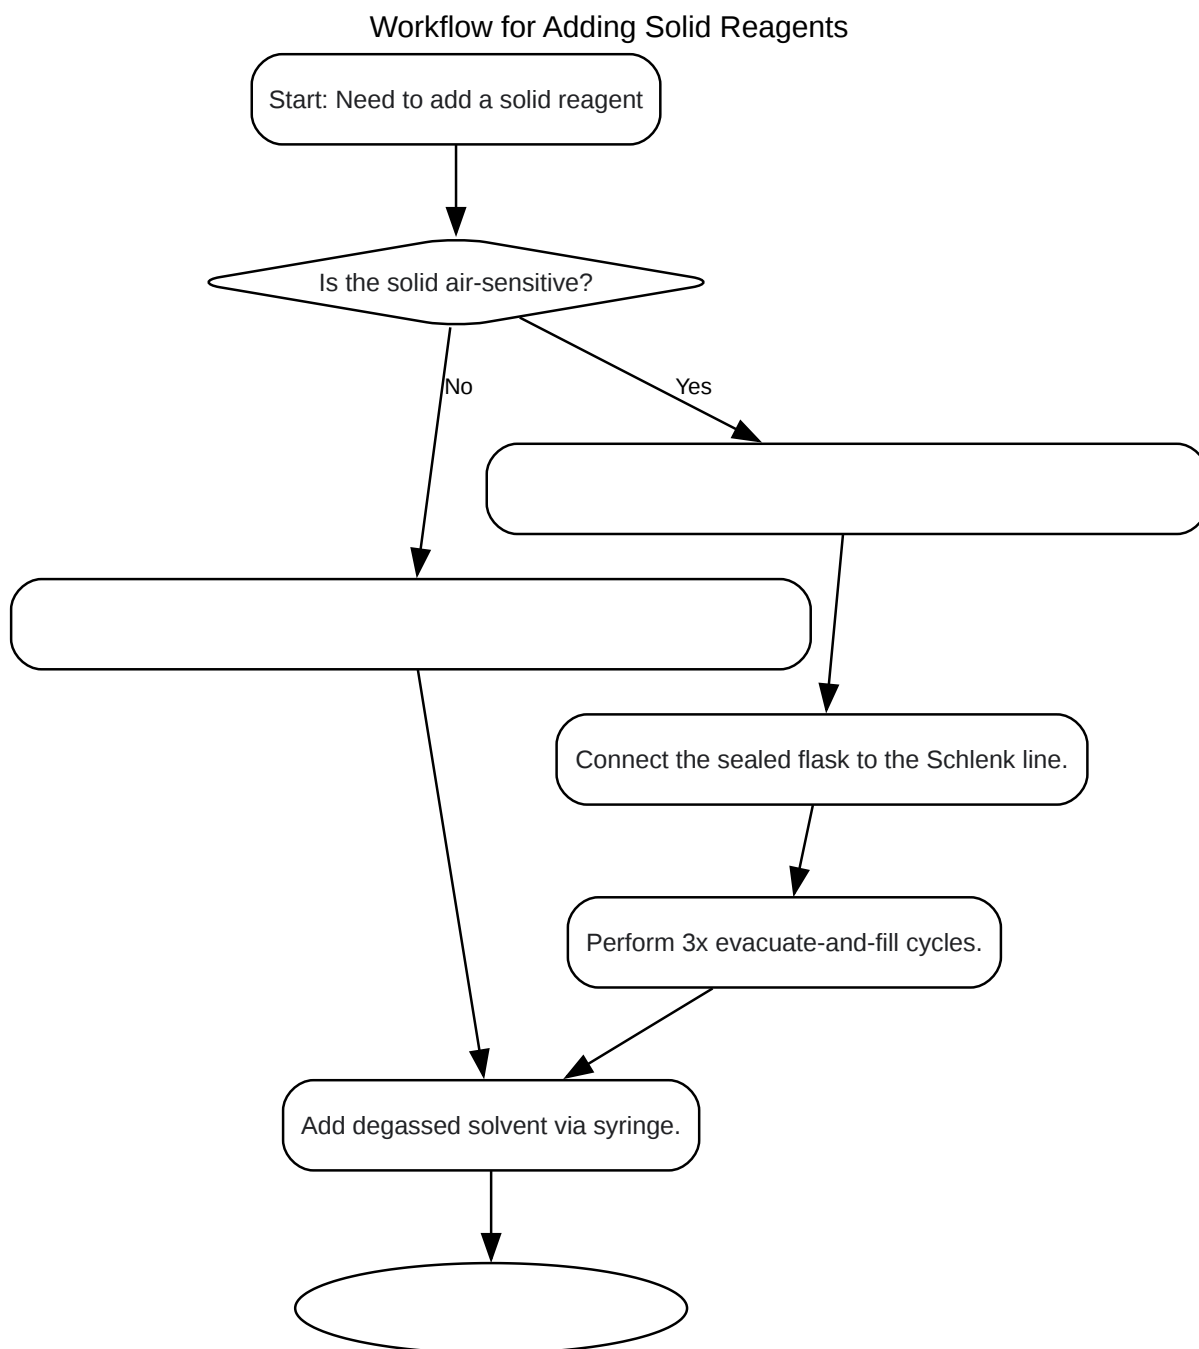 Workflow for Adding Solid Reagents
Start: Need to add a solid reagent
Is the solid air-sensitive?
No
Yes
Connect the sealed flask to the Schlenk line.
Perform 3x evacuate-and-fill cycles.
Add degassed solvent via syringe.